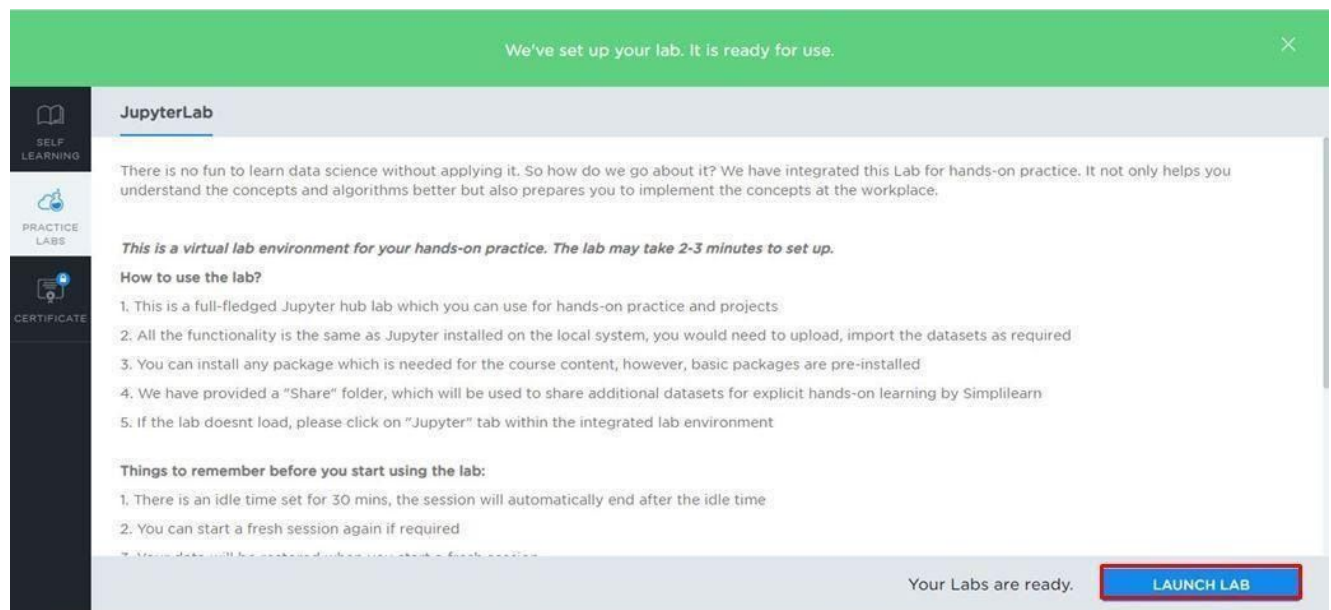 We've set up your lab. It is ready for use.
JupyterLab
SELF
LEARNING
PRACTICE
LABS
CERTIFICATE
There is no fun to learn data science without applying it. So how do we go about it? We have integrated this Lab for hands-on practice. It not only helps you
understand the concepts and algorithms better but also prepares you to implement the concepts at the workplace.
This is a virtual lab environment for your hands-on practice. The lab may take 2-3 minutes to set up.
How to use the lab?
1. This is a full-fledged Jupyter hub lab which you can use for hands-on practice and projects
2. All the functionality is the same as Jupyter installed on the local system, you would need to upload, import the datasets as required
3. You can install any package which is needed for the course content, however, basic packages are pre-installed
4. We have provided a "Share" folder, which will be used to share additional datasets for explicit hands-on learning by Simplilearn
5. If the lab doesnt load, please click on "Jupyter" tab within the integrated lab environment
Things to remember before you start using the lab:
1. There is an idle time set for 30 mins, the session will automatically end after the idle time
2. You can start a fresh session again if required
3. Your data will be restored when you start a fresh session
Your Labs are ready.
LAUNCH LAB